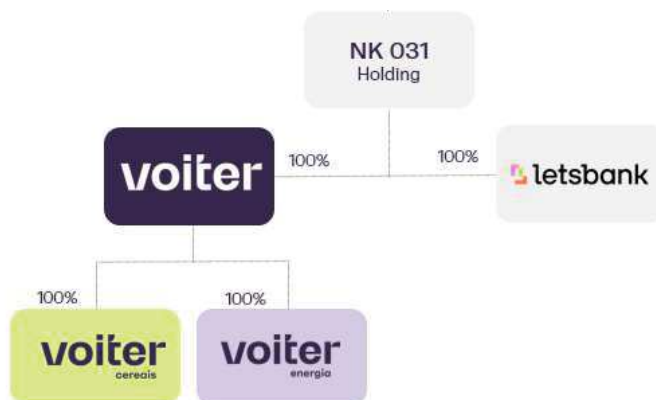 NK 031
Holding
voiter
100%
100%
letsbank
100%
100%
voiter
cereais
voiter
energia